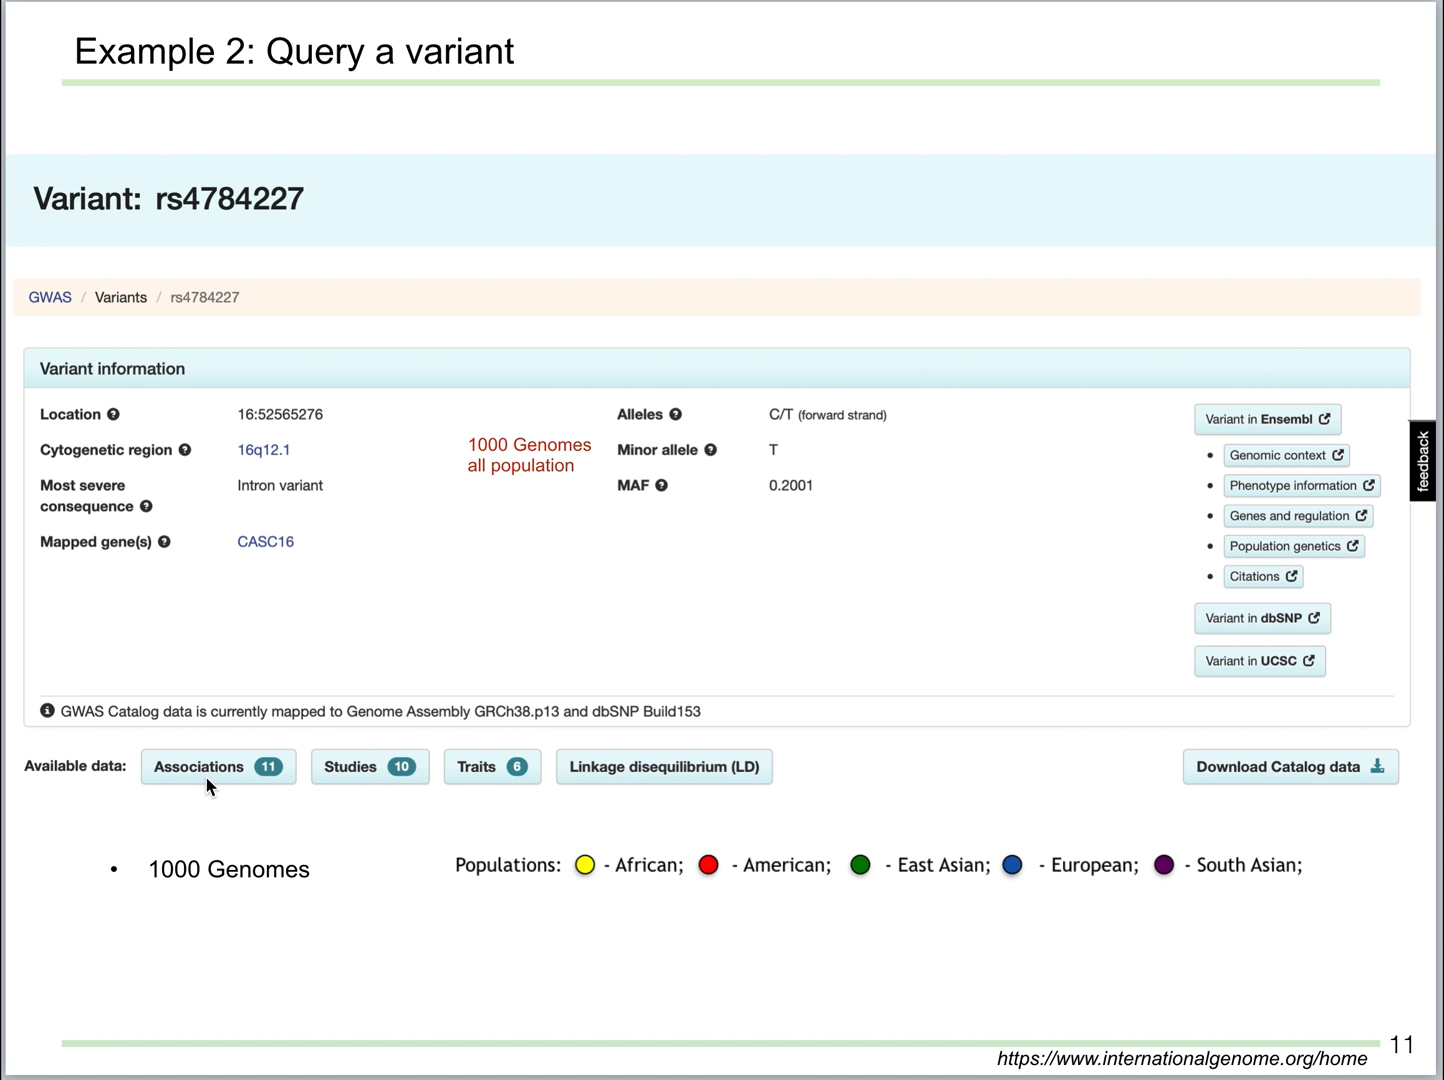 Example 2: Query a variant
Variant: rs4784227
GWAS / Variants / rs4784227
Variant information
Location 16:52565276
Cytogenetic region 16q12.1
Most severe consequence Intron variant
Mapped gene(s) CASC16
1000 Genomes
all population
Alleles C/T (forward strand)
Minor allele T
MAF 0.2001
Variant in Ensembl
• Genomic context
• Phenotype information
• Genes and regulation
• Population genetics
• Citations
Variant in dbSNP
Variant in UCSC
feedback
GWAS Catalog data is currently mapped to Genome Assembly GRCh38.p13 and dbSNP Build153
Available data: Associations 11 Studies 10 Traits 6 Linkage disequilibrium (LD) Download Catalog data
• 1000 Genomes
Populations: - African; - American; - East Asian; - European; - South Asian;
11
https://www.internationalgenome.org/home